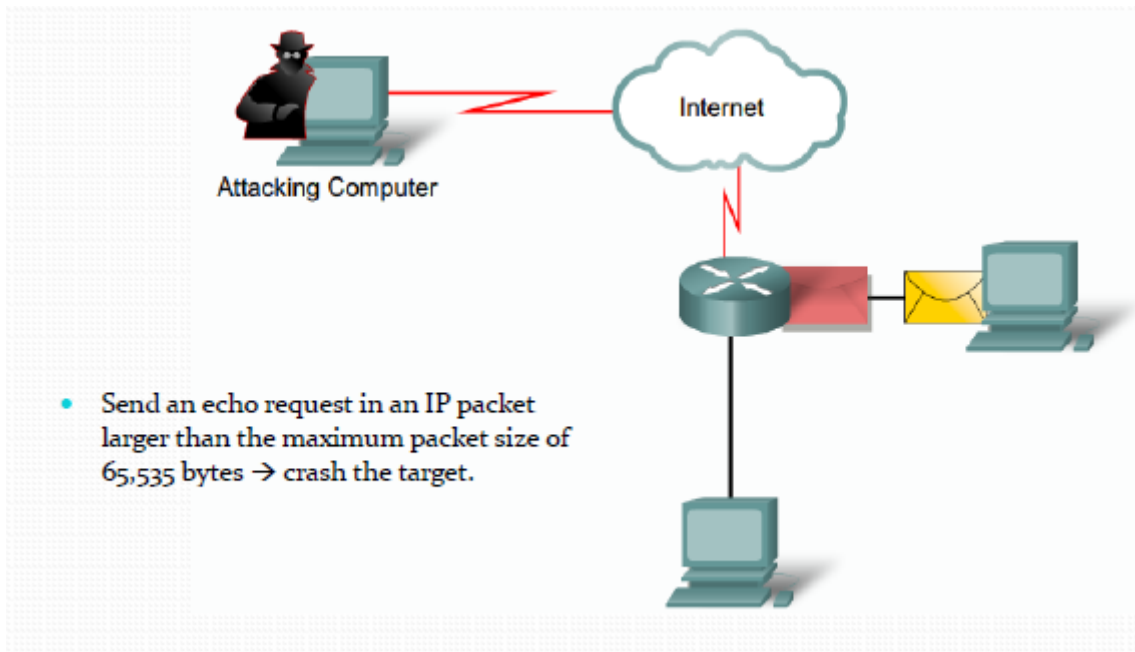 Internet
Attacking Computer
• Send an echo request in an IP packet
larger than the maximum packet size of
65,535 bytes → crash the target.